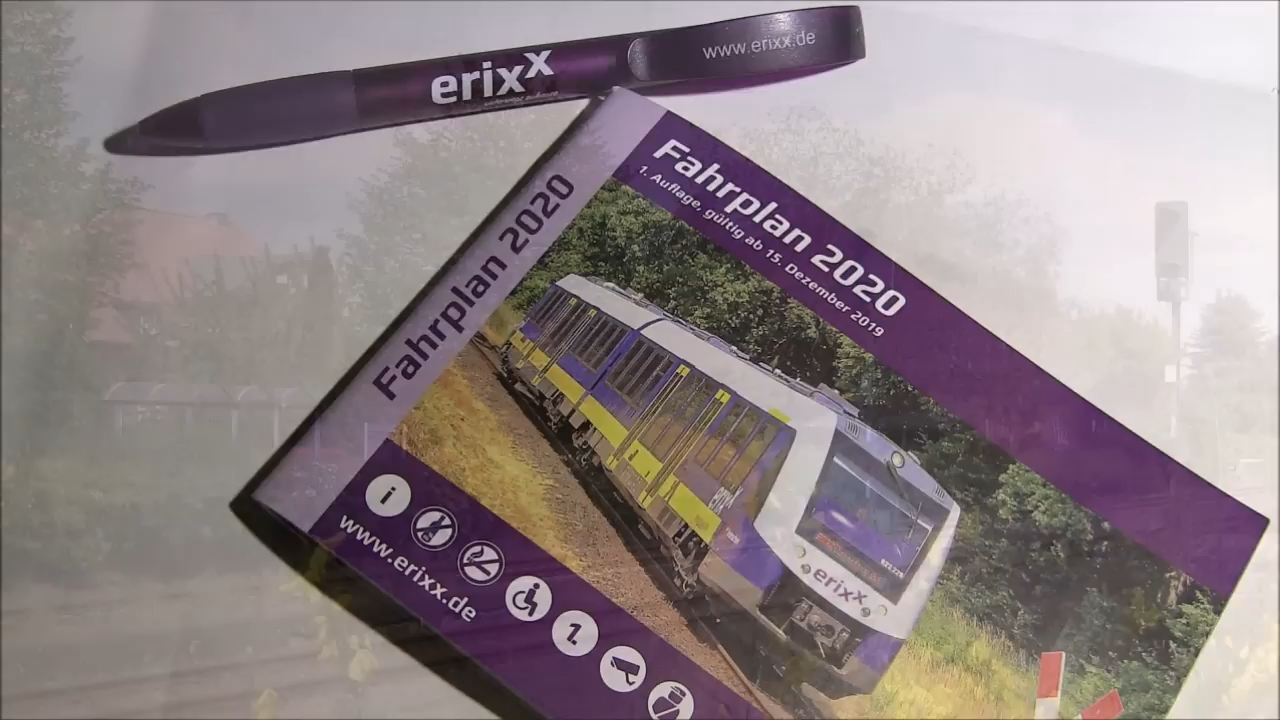 erixx
www.erixx.de
Fahrplan 2020
Fahrplan 2020
1. Auflage, gültig ab 15. Dezember 2019
erixx
erixx
i
www.erixx.de